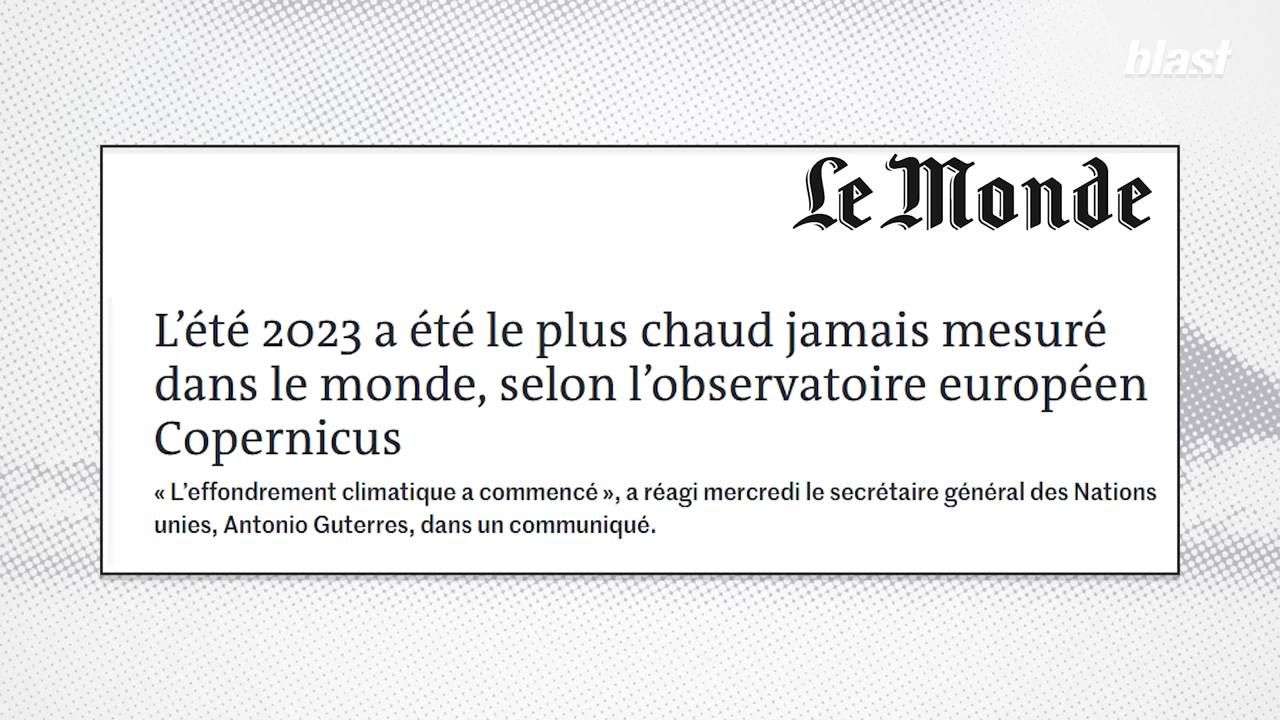 blast
Le Monde
L’été 2023 a été le plus chaud jamais mesuré
dans le monde, selon l’observatoire européen
Copernicus
« L’effondrement climatique a commencé », a réagi mercredi le secrétaire général des Nations
unies, Antonio Guterres, dans un communiqué.